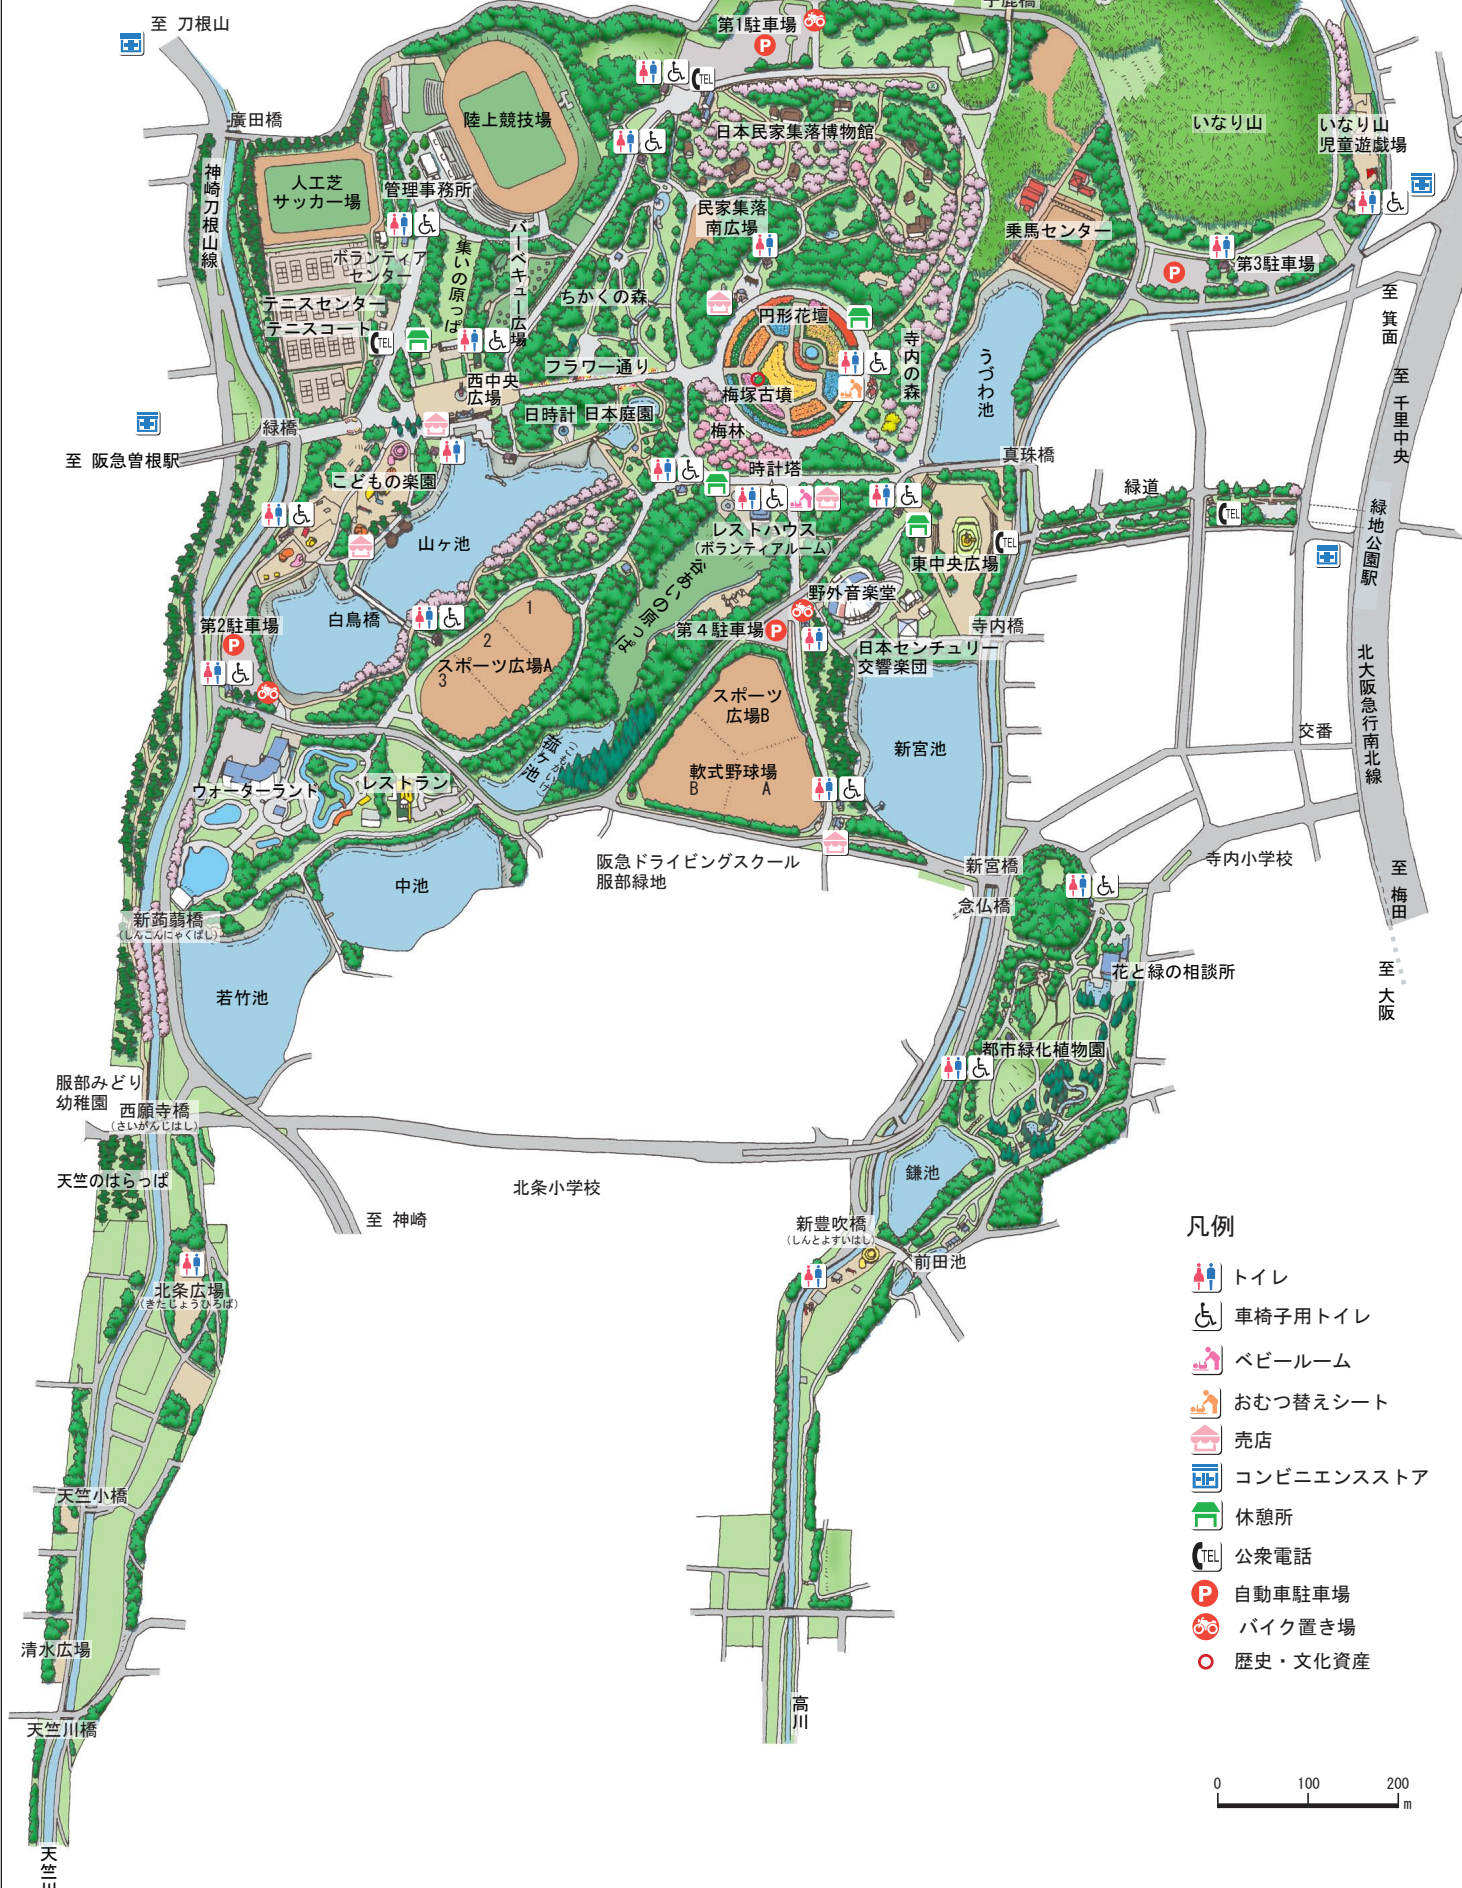 至 刀根山
第1駐車場
TEL
廣田橋
陸上競技場
日本民家集落博物館
いなり山
いなり山
児童遊戯場
神崎刀根山線
人工芝
サッカー場
管理事務所
民家集落
南広場
乗馬センター
第3駐車場
ボランティア
センター
集いの原っぱ
バーベキュー広場
テニスセンター
テニスコート
TEL
ちかくの森
円形花壇
寺内の森
うづわ池
至 箕面
至 千里中央
フラワー通り
西中央
広場
梅塚古墳
日時計
日本庭園
梅林
緑橋
至 阪急曽根駅
真珠橋
時計塔
こどもの楽園
緑道
TEL
緑地公園駅
山ヶ池
レストハウス
(ボランティアルーム)
TEL
東中央広場
谷あいの原っぱ
野外音楽堂
白鳥橋
第2駐車場
第4駐車場
寺内橋
1
2
3
スポーツ広場A
日本センチュリー
交響楽団
北大阪急行南北線
スポーツ
広場B
菰ヶ池
(こもがいけ)
新宮池
交番
軟式野球場
B
A
ウォーターランド
レストラン
阪急ドライビングスクール
服部緑地
新宮橋
寺内小学校
中池
念仏橋
至 梅田
新蒟蒻橋
(しんこんにゃくばし)
花と緑の相談所
至 大阪
若竹池
都市緑化植物園
服部みどり
幼稚園
西願寺橋
(さいがんじはし)
天竺のはらっぱ
北条小学校
鎌池
至 神崎
新豊吹橋
(しんとよすいはし)
前田池
北条広場
(きたじょうひろば)
天竺小橋
清水広場
高川
天竺川橋
天竺川
凡例
トイレ
車椅子用トイレ
ベビールーム
おむつ替えシート
売店
コンビニエンスストア
休憩所
TEL 公衆電話
P 自動車駐車場
バイク置き場
歴史・文化資産
0 100 200
m